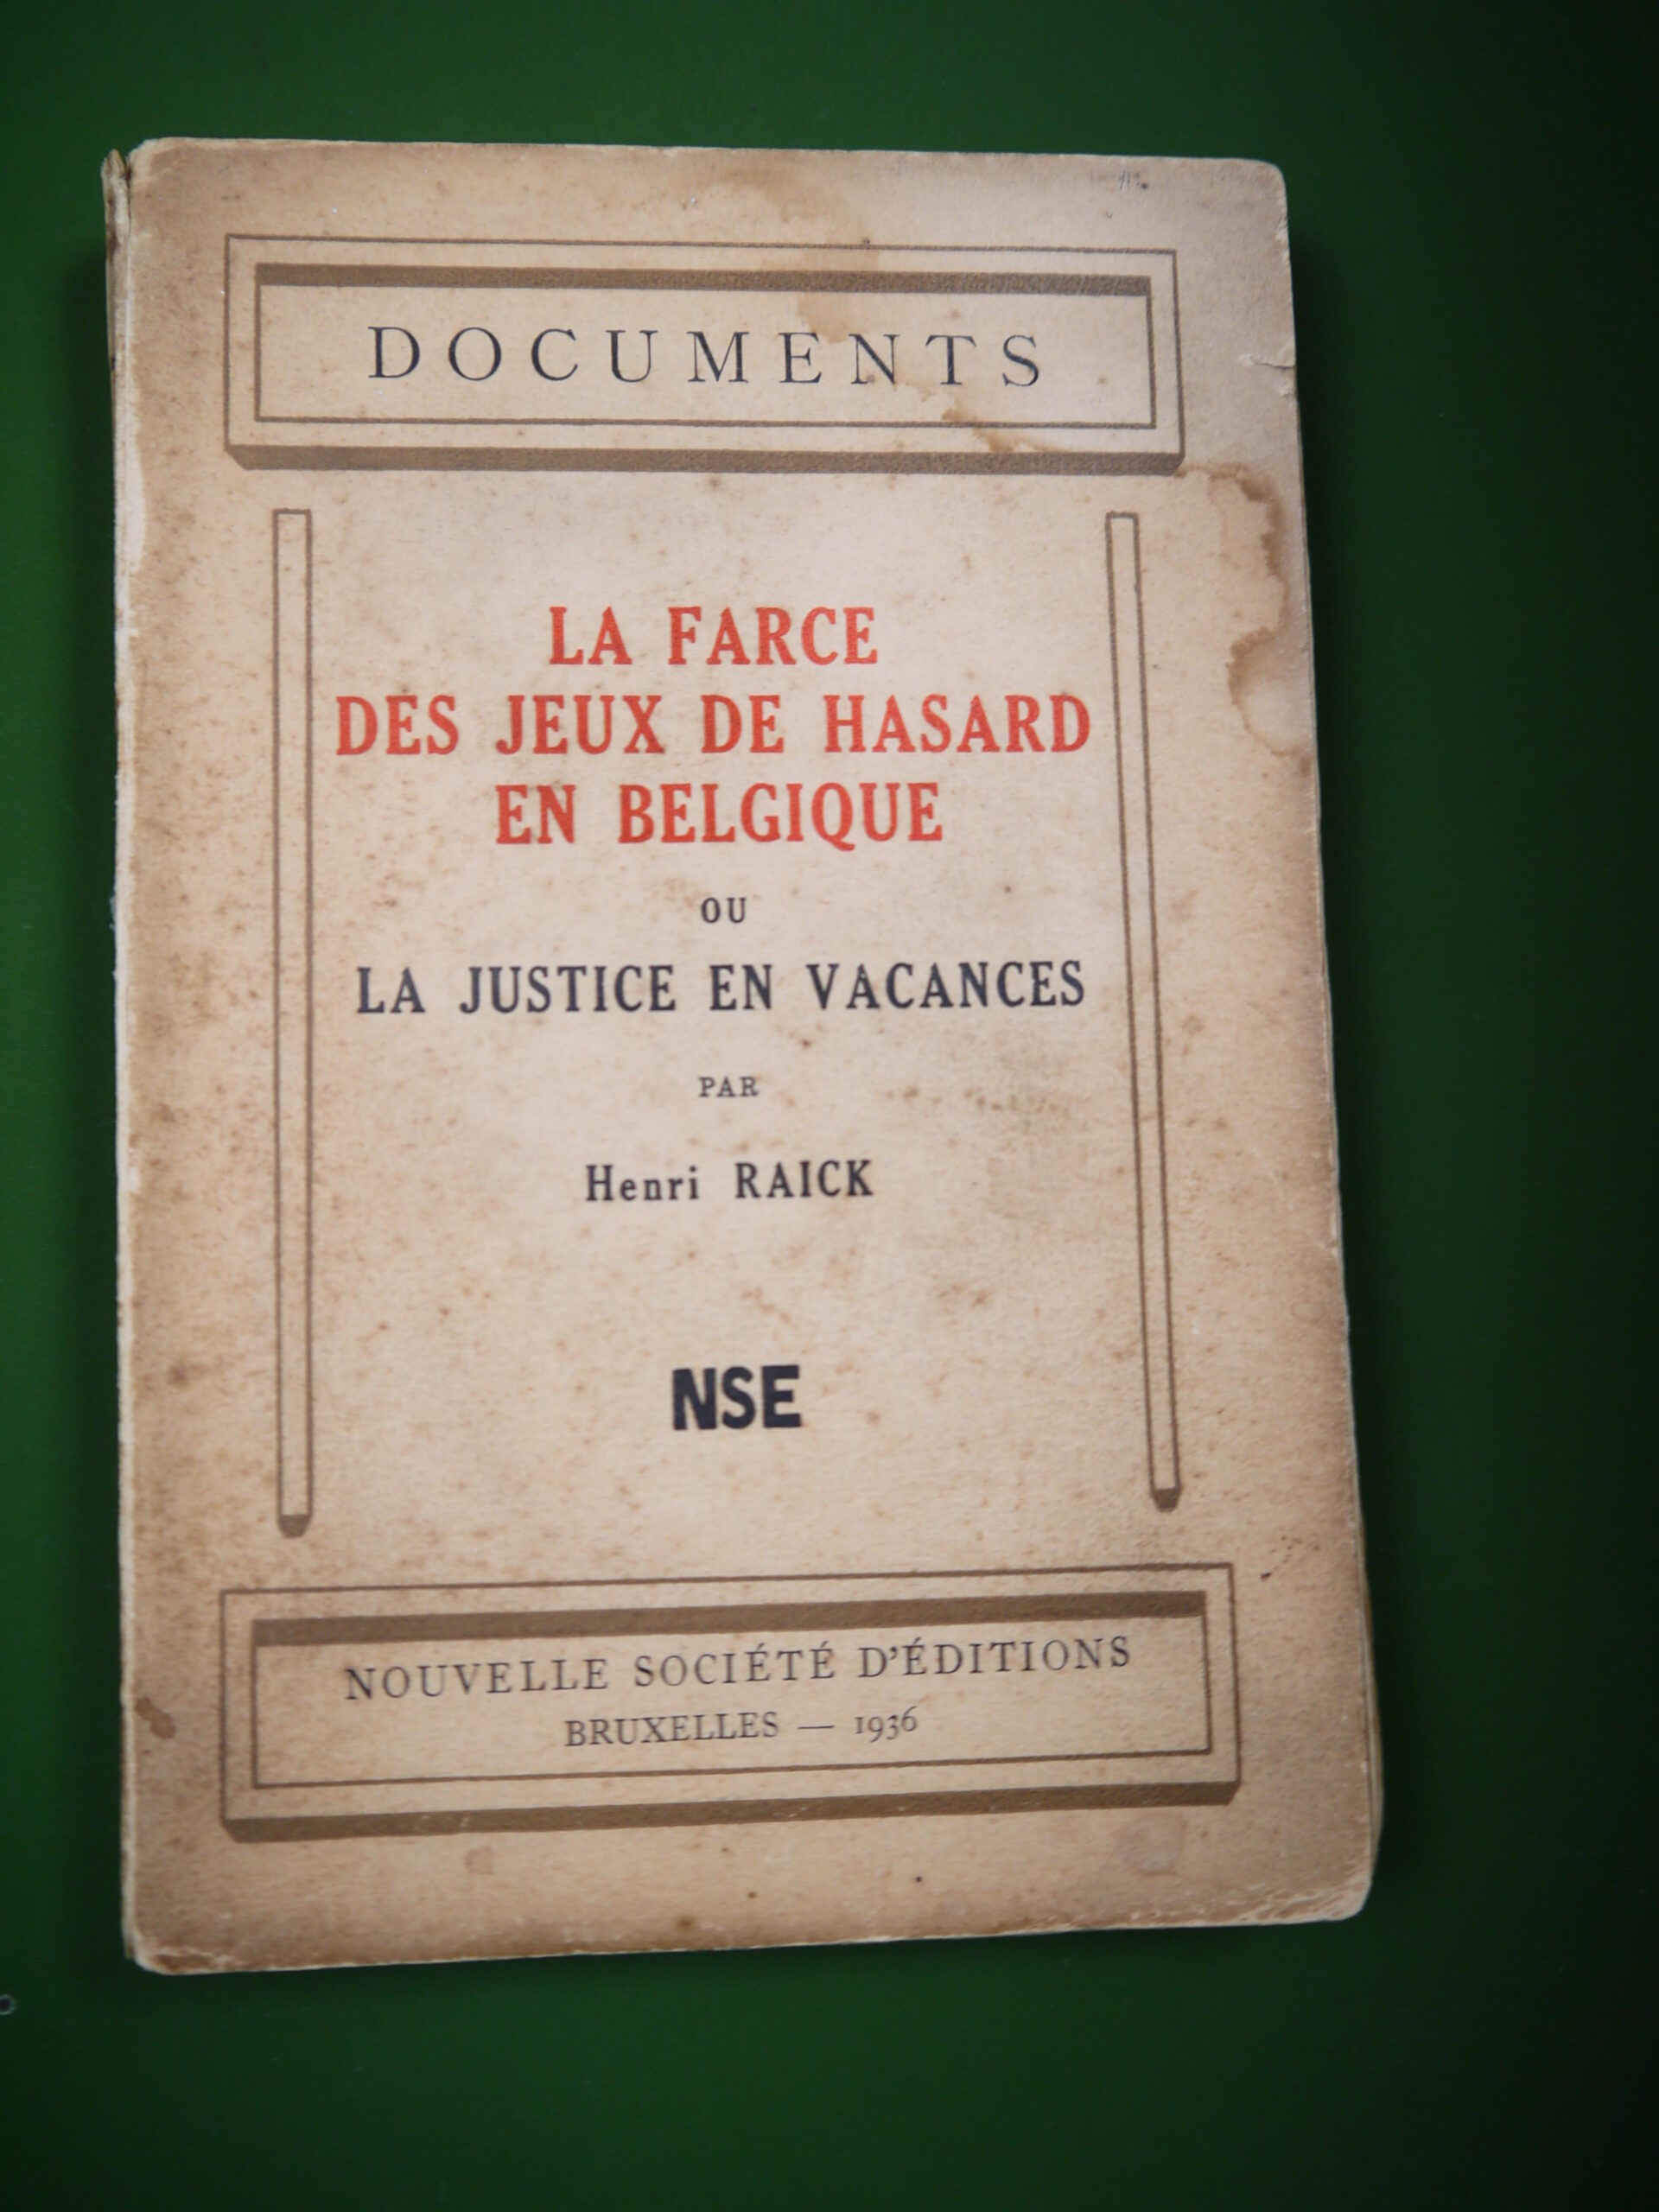 DOCUMENTS
LA FARCE
DES JEUX DE HASARD
EN BELGIQUE
OU
LA JUSTICE EN VACANCES
PAR
Henri RAICK
NSE
NOUVELLE SOCIÉTÉ D'ÉDITIONS
BRUXELLES — 1936